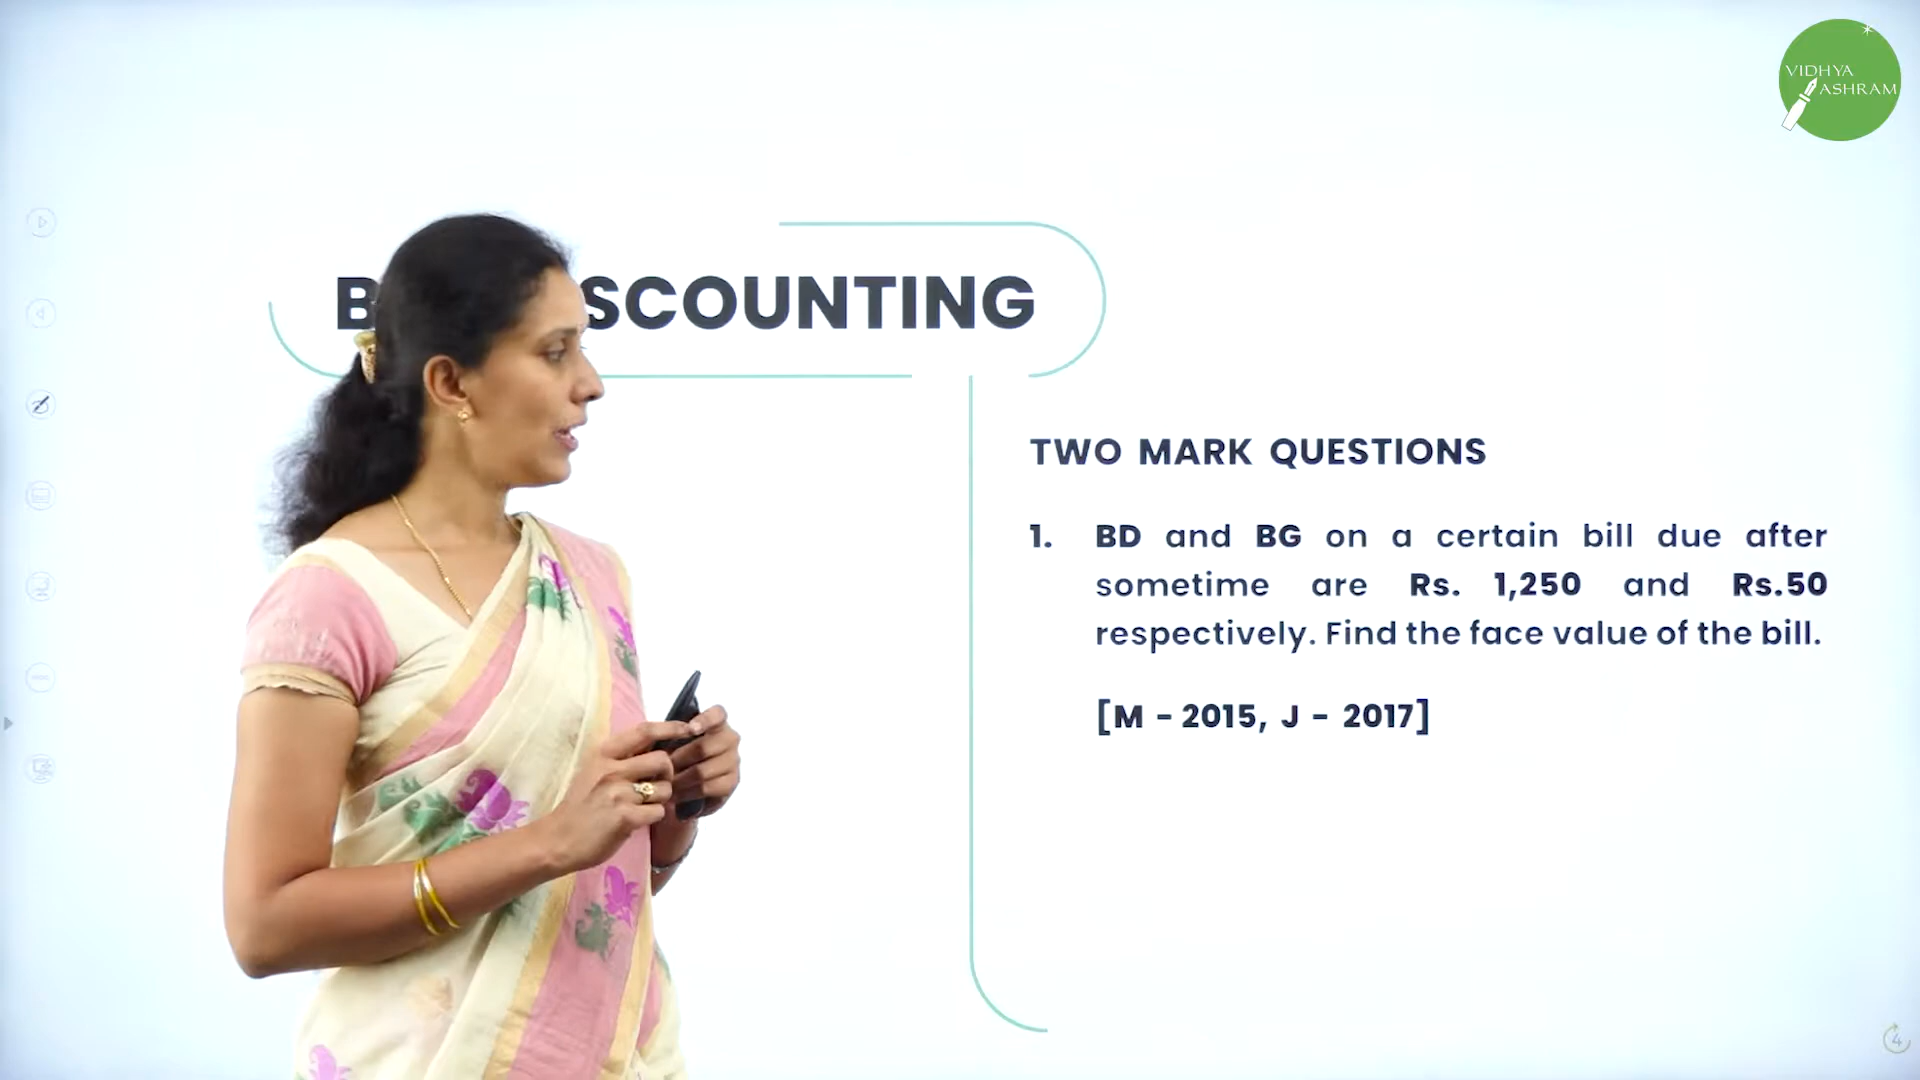 VIDHYA
ASHRAM
SCOUNTING
TWO MARK QUESTIONS
1. BD and BG on a certain bill due after
sometime are Rs. 1,250 and Rs.50
respectively. Find the face value of the bill.
[M - 2015, J - 2017]
4